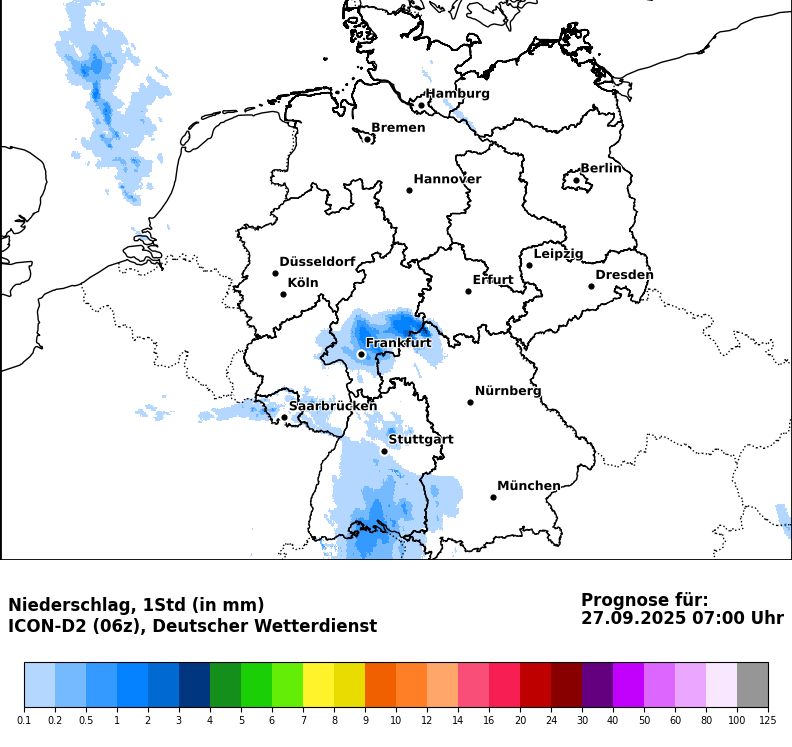 Hamburg
Bremen
Berlin
Hannover
Leipzig
Düsseldorf
Dresden
Köln
Erfurt
Frankfurt
Nürnberg
Saarbrücken
Stuttgart
München
Niederschlag, 1Std (in mm)
ICON-D2 (06z), Deutscher Wetterdienst
Prognose für:
27.09.2025 07:00 Uhr
0.1 0.2 0.5 1 2 3 4 5 6 7 8 9 10 12 14 16 20 24 30 40 50 60 80 100 125